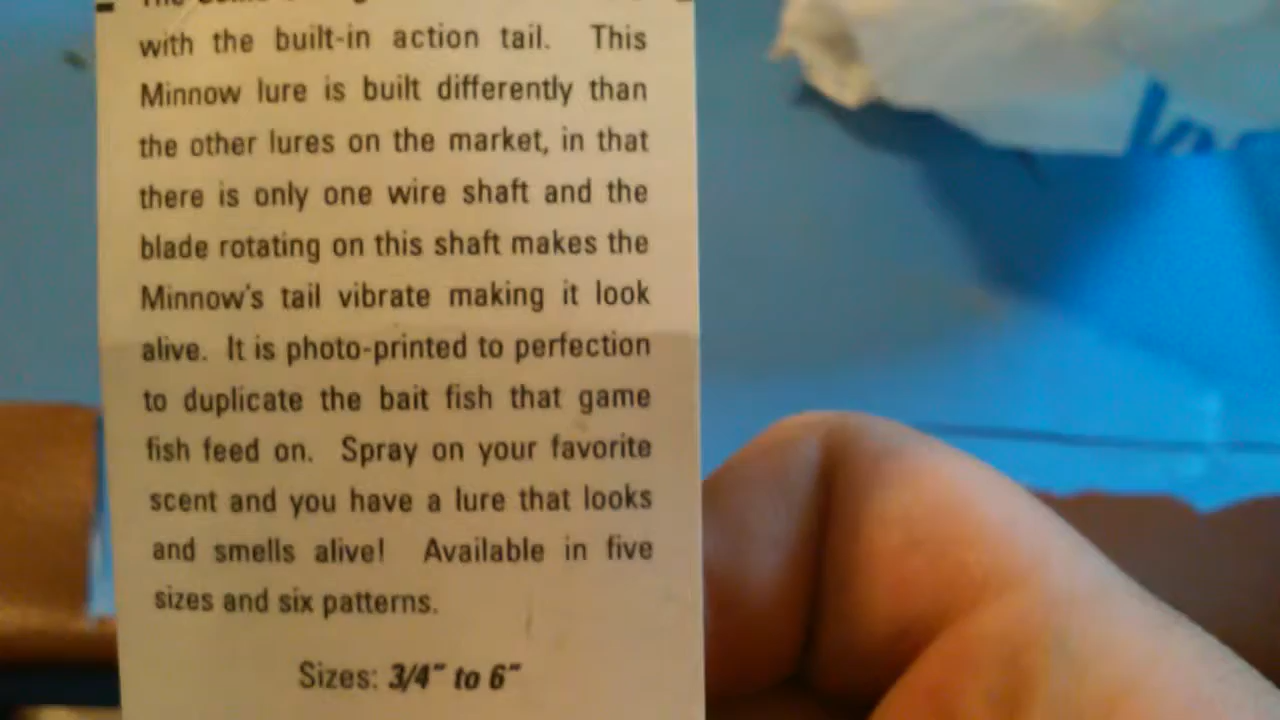 The
with the built-in action tail. This
Minnow lure is built differently than
the other lures on the market, in that
there is only one wire shaft and the
blade rotating on this shaft makes the
Minnow's tail vibrate making it look
alive. It is photo-printed to perfection
to duplicate the bait fish that game
fish feed on. Spray on your favorite
scent and you have a lure that looks
and smells alive! Available in five
sizes and six patterns.
Sizes: 3/4" to 6"